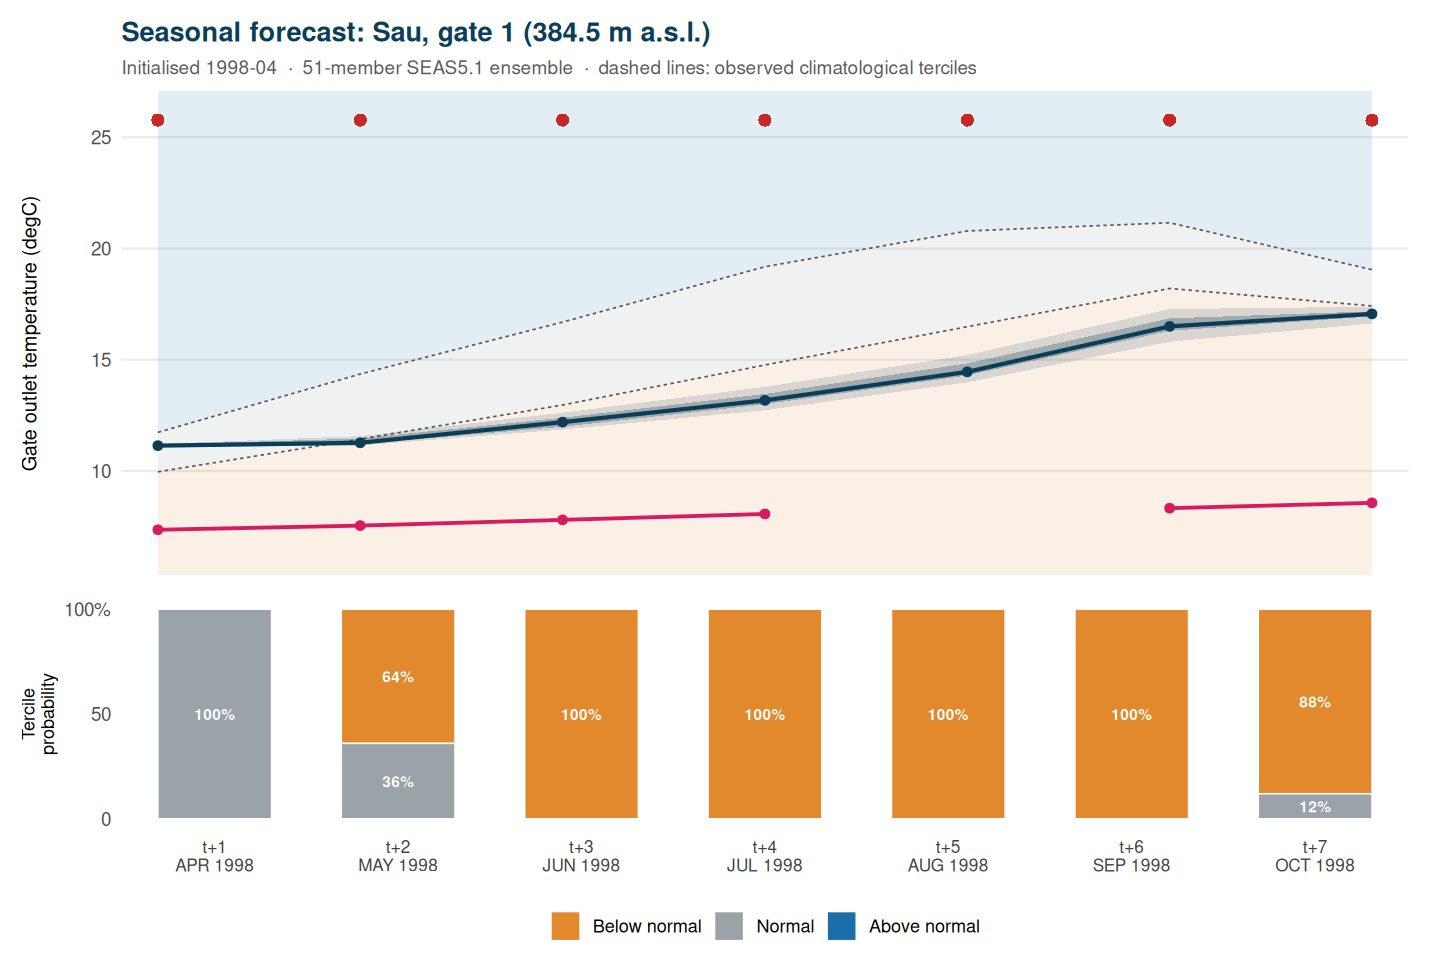 Seasonal forecast: Sau, gate 1 (384.5 m a.s.l.)
Initialised 1998-04 · 51-member SEAS5.1 ensemble · dashed lines: observed climatological terciles
Gate outlet temperature (degC)
25
20
15
10
Tercile
probability
100%
50
0
100%
64%
36%
100%
100%
100%
100%
88%
12%
t+1
APR 1998
t+2
MAY 1998
t+3
JUN 1998
t+4
JUL 1998
t+5
AUG 1998
t+6
SEP 1998
t+7
OCT 1998
Below normal
Normal
Above normal